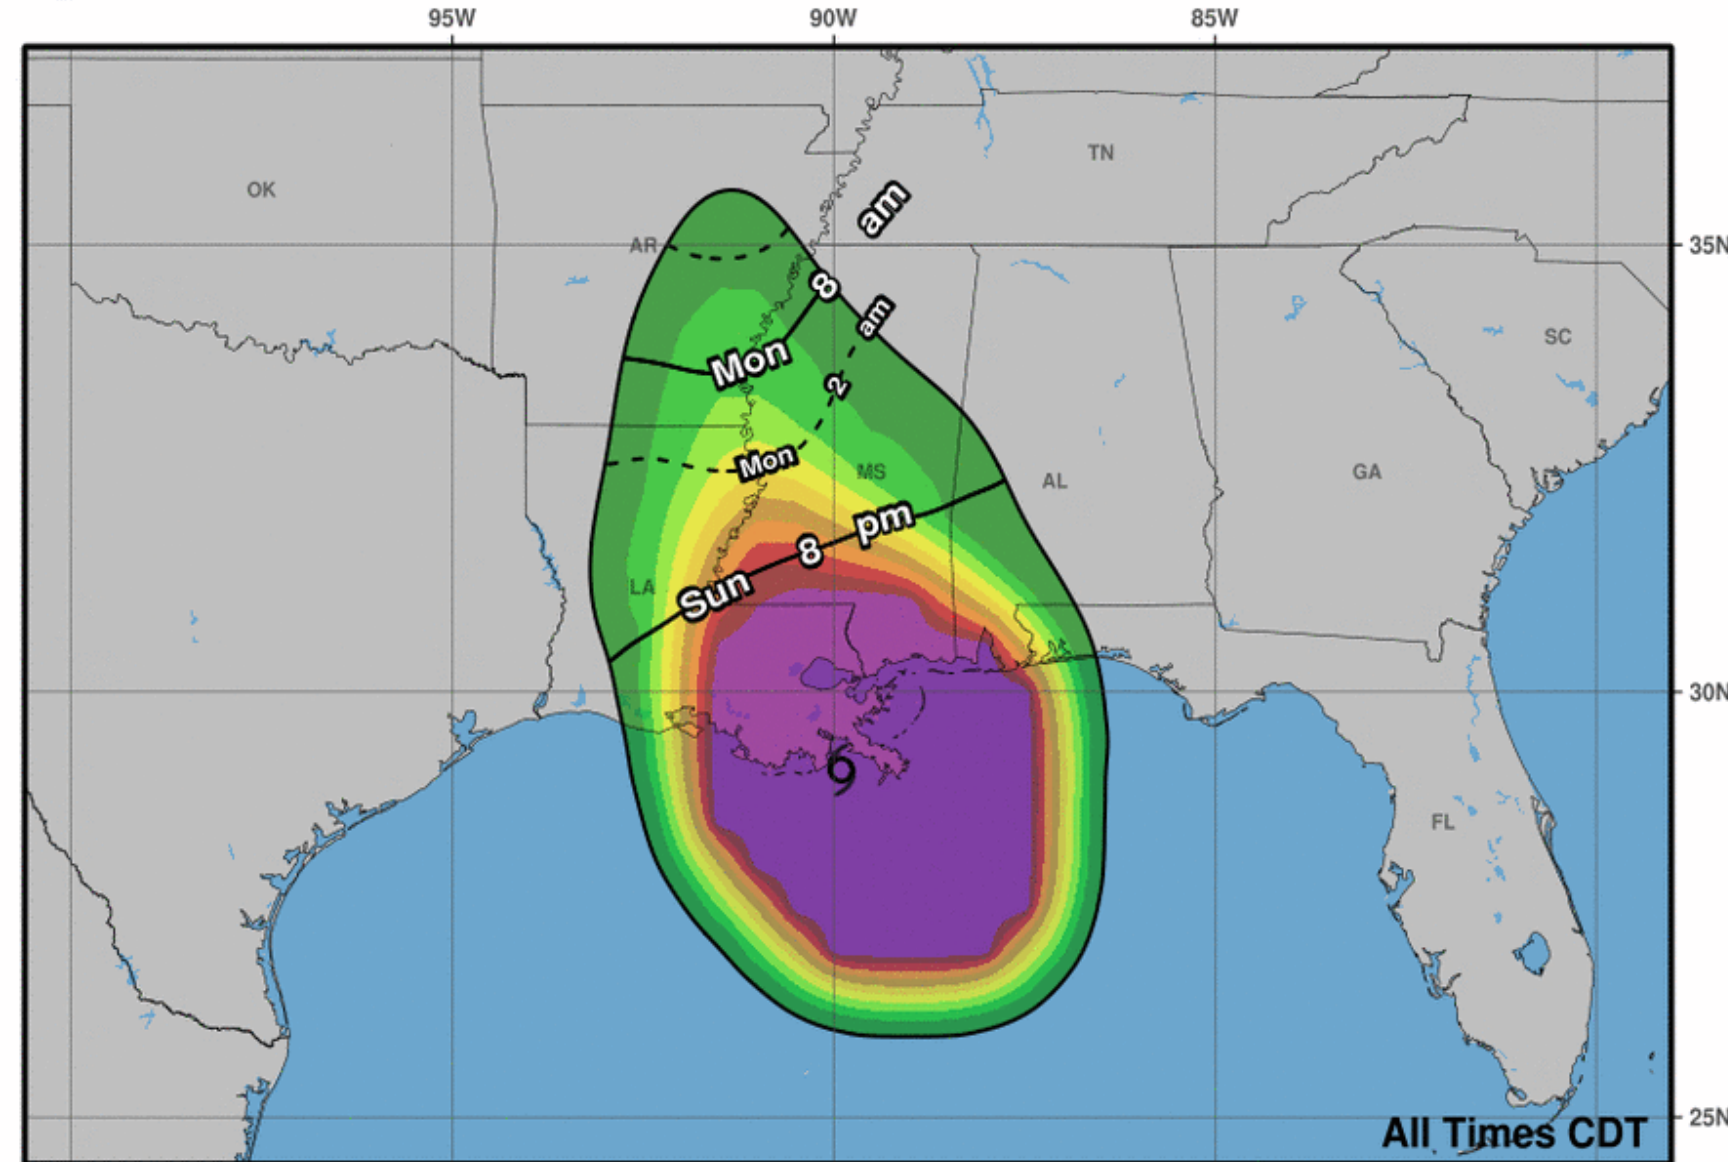 95W 90W 85W
TN
OK
am
AR
35N
8
am
SC
Mon
2
Mon
MS
GA
AL
pm
8
LA
Sun
30N
FL
25N
All Times CDT